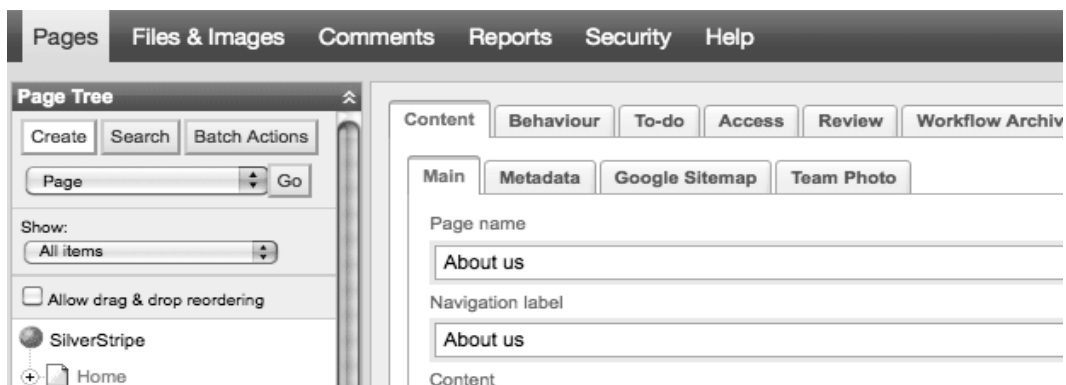 Pages Files & Images Comments Reports Security Help
Page Tree
Create Search Batch Actions
Page Go
Show:
All items
Allow drag & drop reordering
SilverStripe
Home
Content Behaviour To-do Access Review Workflow Archiv
Main Metadata Google Sitemap Team Photo
Page name
About us
Navigation label
About us
Content